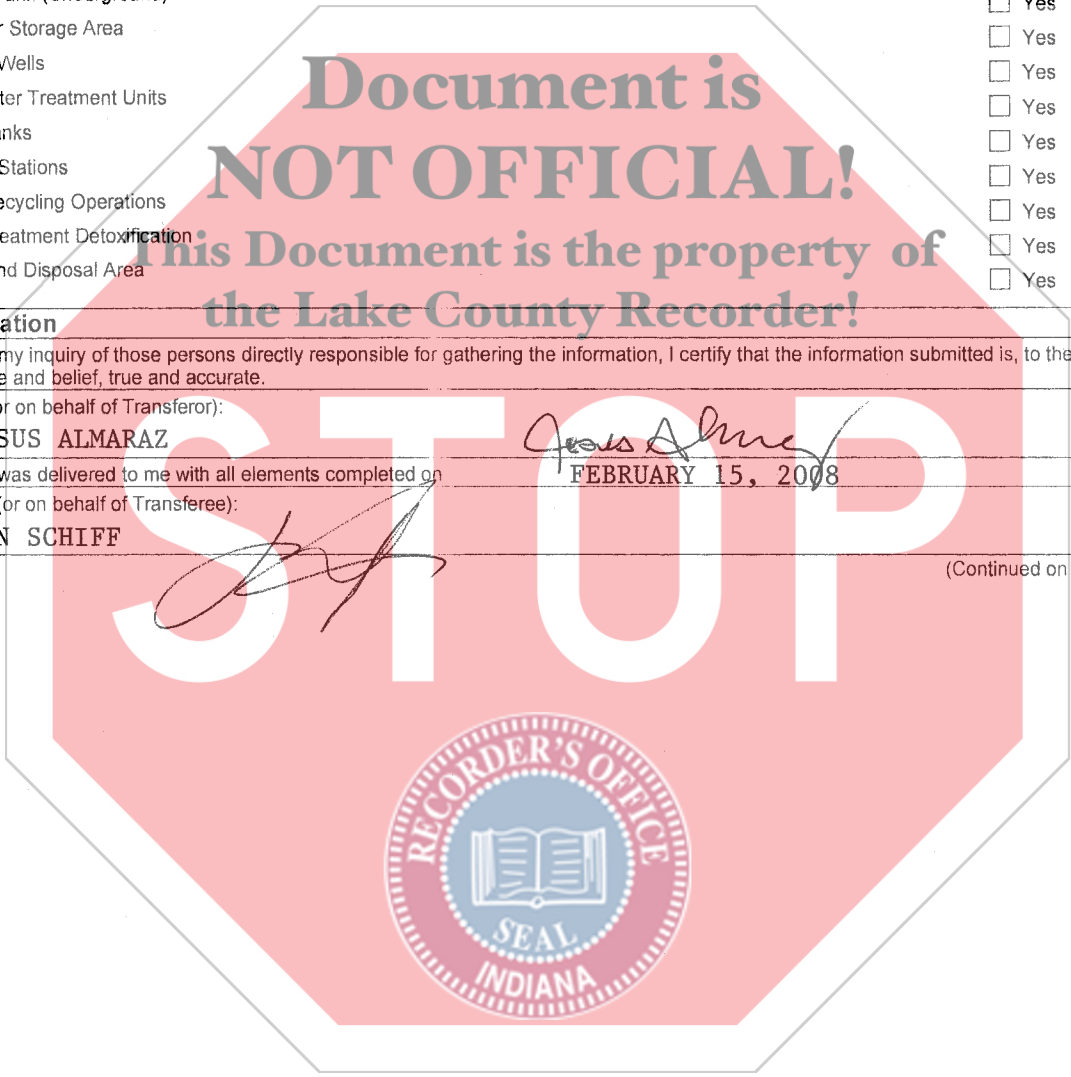 Yes
r Storage Area Yes
Wells Yes
ter Treatment Units Yes
nks Yes
Stations Yes
ecycling Operations Yes
eatment Detoxification Yes
nd Disposal Area Yes
Document is
NOT OFFICIAL!
This Document is the property of
the Lake County Recorder!
ation
my inquiry of those persons directly responsible for gathering the information, I certify that the information submitted is, to the
e and belief, true and accurate.
or on behalf of Transferor):
SUS ALMARAZ
was delivered to me with all elements completed on FEBRUARY 15, 2008
(or on behalf of Transferee):
N SCHIFF
(Continued on
STOP
RECORDER'S OFFICE
SEAL
INDIANA